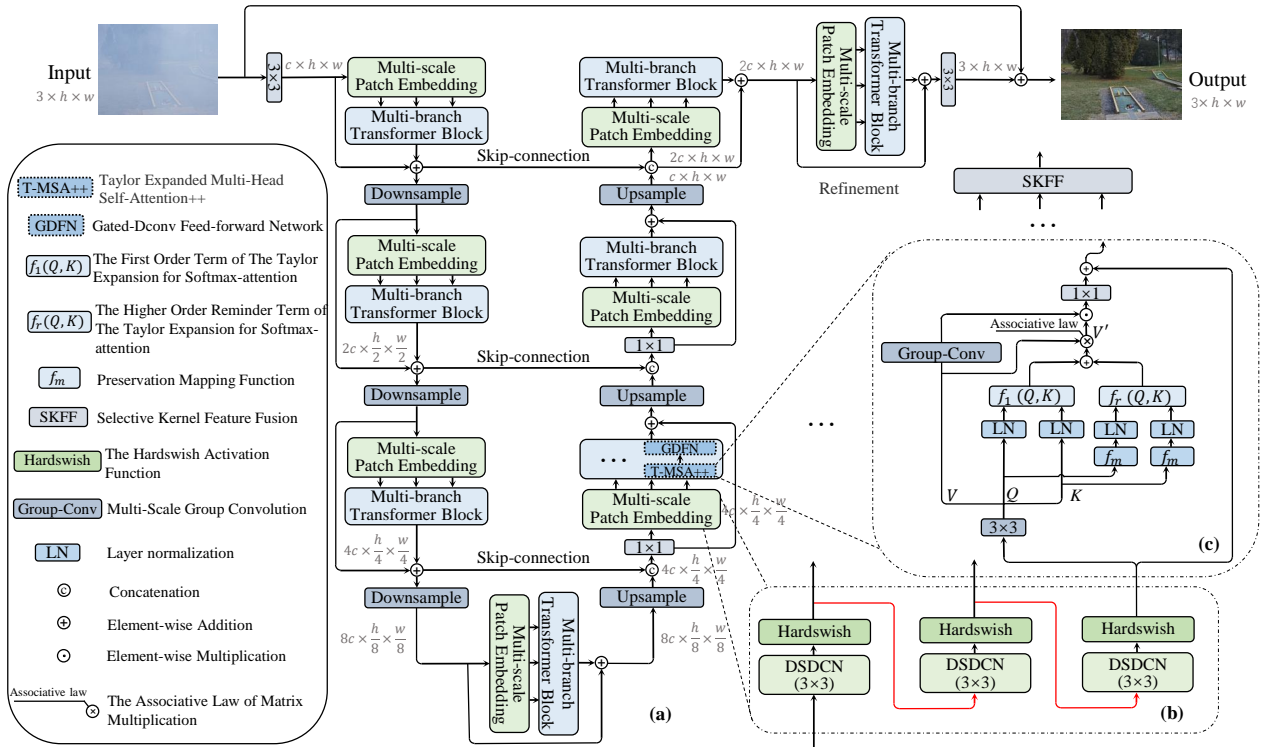 Input
3 × h × w
3×3
c × h × w
Multi-scale
Patch Embedding
Multi-branch
Transformer Block
Skip-connection
Downsample
Multi-scale
Patch Embedding
Multi-branch
Transformer Block
2c × h/2 × w/2
Skip-connection
Downsample
Multi-scale
Patch Embedding
Multi-branch
Transformer Block
4c × h/4 × w/4
Skip-connection
Downsample
8c × h/8 × w/8
Multi-scale
Patch Embedding
Multi-branch
Transformer Block
8c × h/8 × w/8
(a)
Multi-branch
Transformer Block
Multi-scale
Patch Embedding
c
2c × h × w
c × h × w
Upsample
Multi-branch
Transformer Block
Multi-scale
Patch Embedding
1×1
c
Upsample
...
GDFN
T-MSA++
Multi-scale
Patch Embedding
4c × h/4 × w/4
1×1
c
4c × h/4 × w/4
Upsample
2c × h × w
Multi-scale
Patch Embedding
Multi-branch
Transformer Block
3×3
3 × h × w
Refinement
Output
3 × h × w
SKFF
...
...
1×1
Associative law
V′
Group-Conv
f1 (Q, K)
fr (Q, K)
LN
LN
LN
LN
fm
fm
V
Q
K
3×3
(c)
Hardswish
DSDCN
(3×3)
Hardswish
DSDCN
(3×3)
Hardswish
DSDCN
(3×3)
(b)
T-MSA++
Taylor Expanded Multi-Head
Self-Attention++
GDFN
Gated-Dconv Feed-forward Network
f1(Q, K)
The First Order Term of The Taylor
Expansion for Softmax-attention
fr(Q, K)
The Higher Order Reminder Term of
The Taylor Expansion for Softmax-
attention
fm
Preservation Mapping Function
SKFF
Selective Kernel Feature Fusion
Hardswish
The Hardswish Activation
Function
Group-Conv
Multi-Scale Group Convolution
LN
Layer normalization
c
Concatenation
Element-wise Addition
Element-wise Multiplication
Associative law
The Associative Law of Matrix
Multiplication